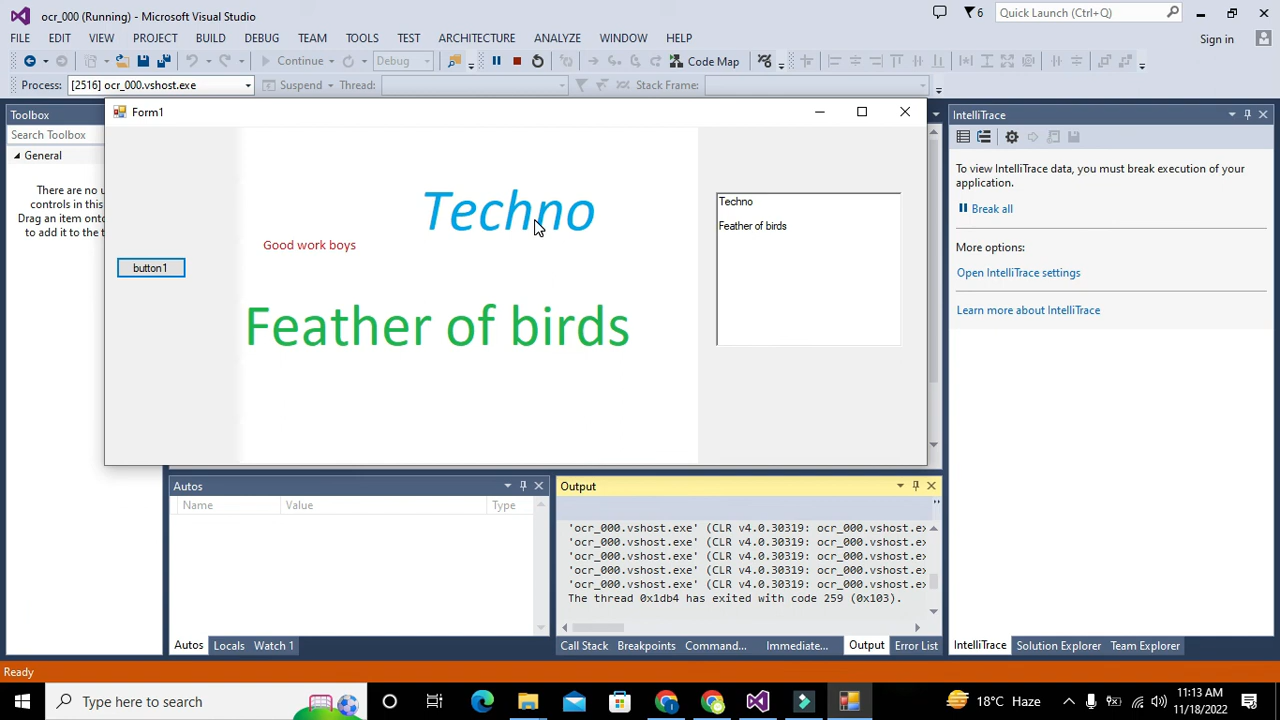 ocr_000 (Running) - Microsoft Visual Studio
6
Quick Launch (Ctrl+Q)
FILE EDIT VIEW PROJECT BUILD DEBUG TEAM TOOLS TEST ARCHITECTURE ANALYZE WINDOW HELP
Sign in
Continue Debug Code Map
Process: [2516] ocr_000.vshost.exe Suspend Thread: Stack Frame:
Toolbox
Search Toolbox
General
There are no u
controls in this
Drag an item onto
to add it to the t
Form1
Techno
Good work boys
button1
Feather of birds
Techno
Feather of birds
IntelliTrace
To view IntelliTrace data, you must break execution of your
application.
Break all
More options:
Open IntelliTrace settings
Learn more about IntelliTrace
Autos
Name Value Type
Output
'ocr_000.vshost.exe' (CLR v4.0.30319: ocr_000.vshost.ex
'ocr_000.vshost.exe' (CLR v4.0.30319: ocr_000.vshost.ex
'ocr_000.vshost.exe' (CLR v4.0.30319: ocr_000.vshost.ex
'ocr_000.vshost.exe' (CLR v4.0.30319: ocr_000.vshost.ex
'ocr_000.vshost.exe' (CLR v4.0.30319: ocr_000.vshost.ex
The thread 0x1db4 has exited with code 259 (0x103).
Autos Locals Watch 1
Call Stack Breakpoints Command... Immediate... Output Error List
IntelliTrace Solution Explorer Team Explorer
Ready
Type here to search
18°C Haze
11:13 AM
11/18/2022